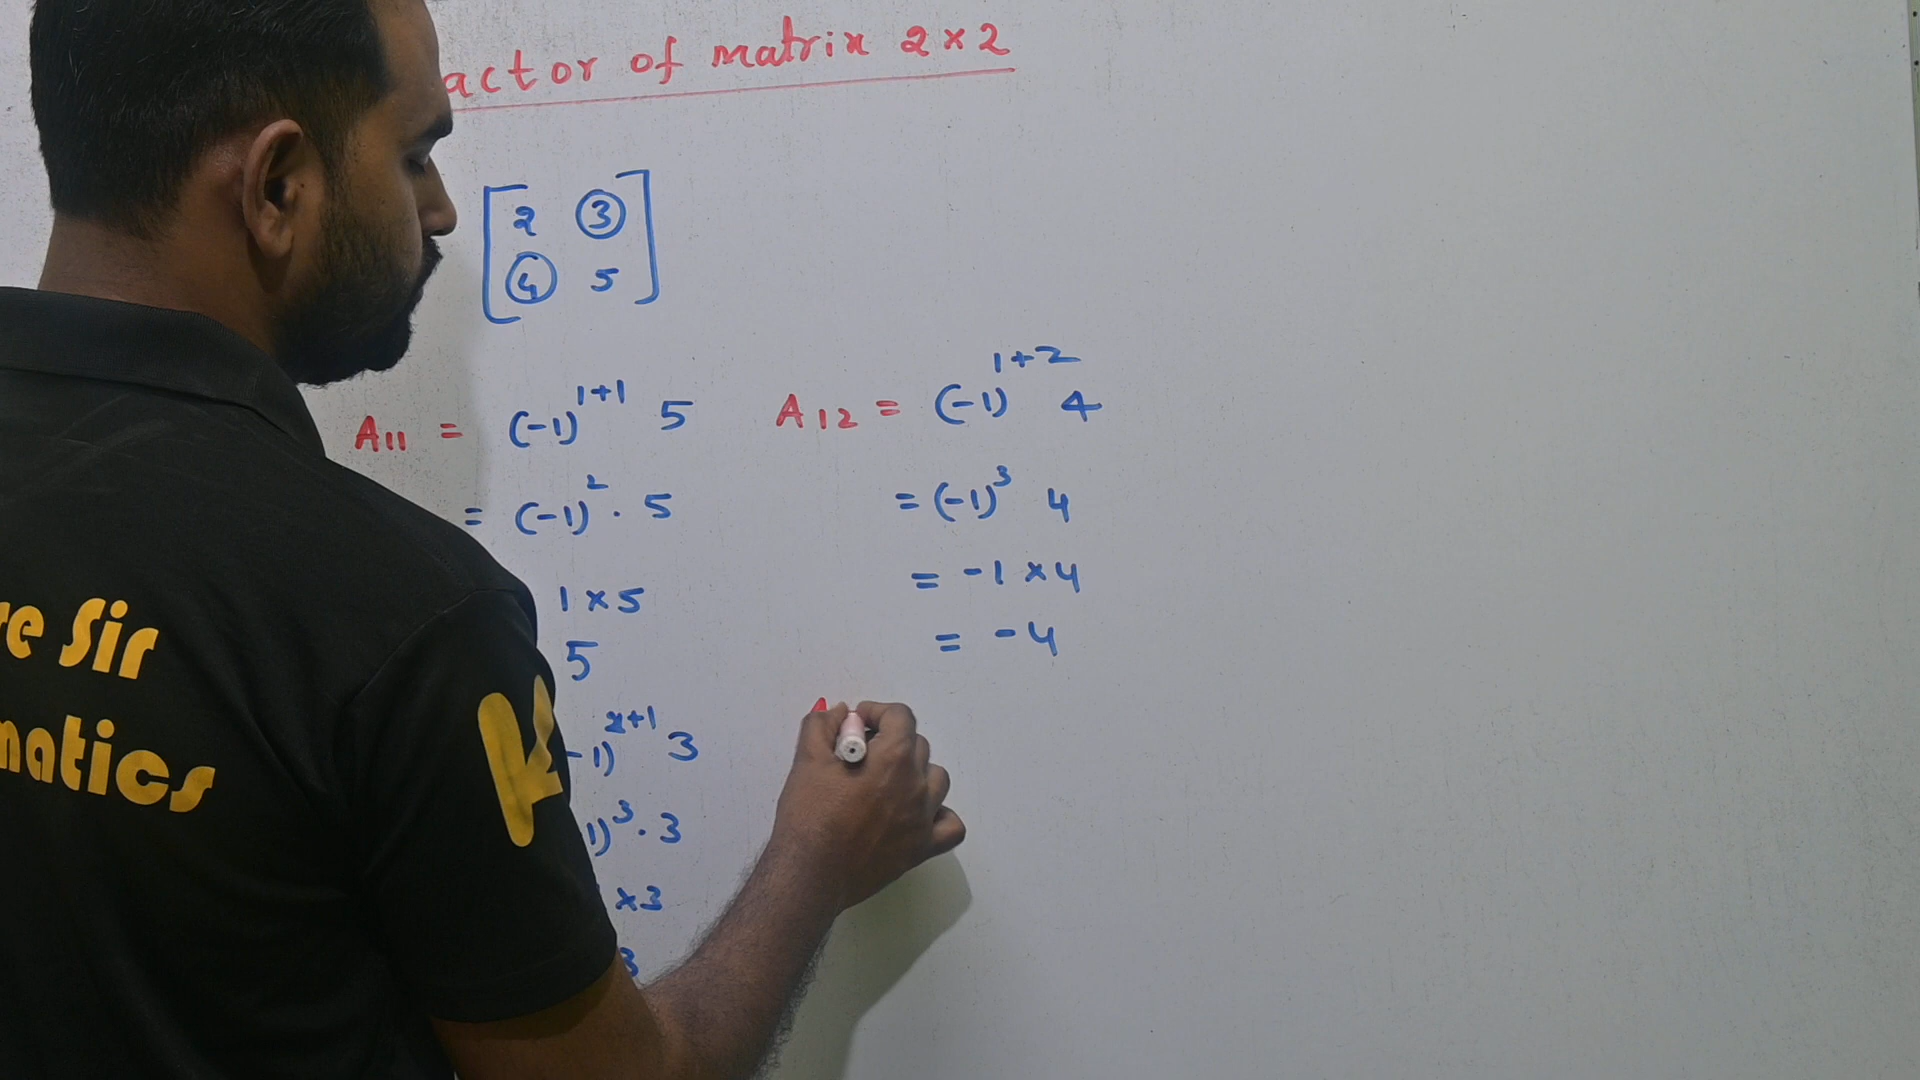 actor of matrix 2×2
2 3
4 5
A11 = (-1)^1+1 5
= (-1)^2 . 5
1 × 5
5
-1)^2+1 3
1)^3 . 3
×3
3
A12 = (-1)^1+2 4
= (-1)^3 4
= -1 × 4
= -4
A
re Sir
matics